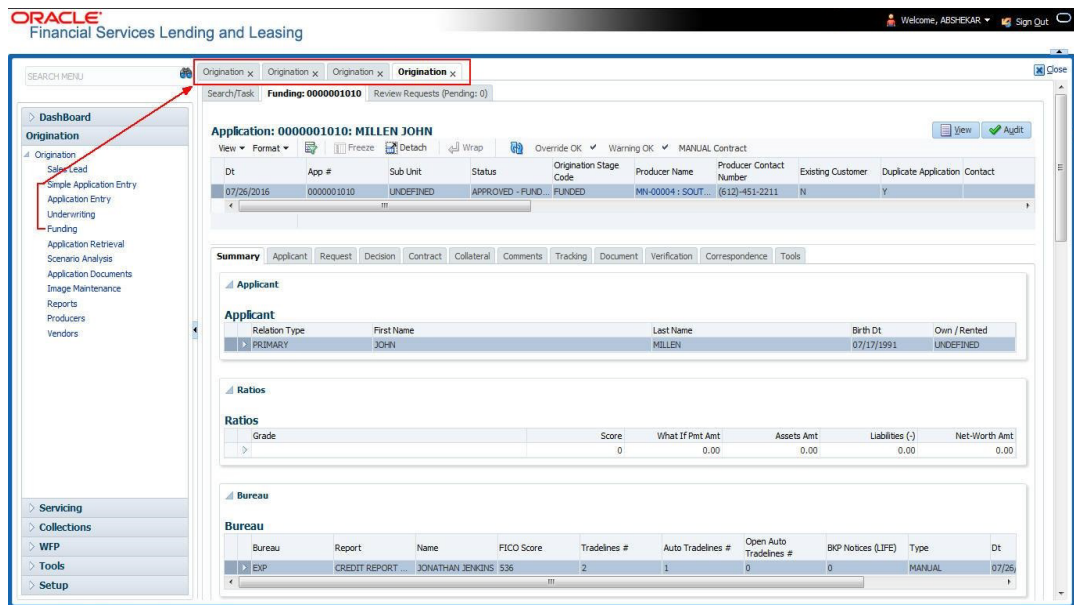 ORACLE
Financial Services Lending and Leasing
Welcome, ABSHEKAR
Sign Out
SEARCH MENU
Origination x Origination x Origination x Origination x
Close
Search/Task Funding: 0000001010 Review Requests (Pending: 0)
DashBoard
Origination
Origination
Sales Lead
Simple Application Entry
Application Entry
Underwriting
Funding
Application Retrieval
Scenario Analysis
Application Documents
Image Maintenance
Reports
Producers
Vendors
Servicing
Collections
WFP
Tools
Setup
Application: 0000001010: MILLEN JOHN
View Audit
View Format Freeze Detach Wrap Override OK Warning OK MANUAL Contract
Dt App # Sub Unit Status Origination Stage Code Producer Name Producer Contact Number Existing Customer Duplicate Application Contact
07/26/2016 0000001010 UNDEFINED APPROVED - FUND... FUNDED MN-00004 : SOUT... (612)-451-2211 N Y
Summary Applicant Request Decision Contract Collateral Comments Tracking Document Verification Correspondence Tools
Applicant
Applicant
Relation Type First Name Last Name Birth Dt Own / Rented
PRIMARY JOHN MILLEN 07/17/1991 UNDEFINED
Ratios
Ratios
Grade Score What If Pmt Amt Assets Amt Liabilities (-) Net-Worth Amt
0 0.00 0.00 0.00 0.00
Bureau
Bureau
Bureau Report Name FICO Score Tradelines # Auto Tradelines # Open Auto Tradelines # BKP Notices (LIFE) Type Dt
EXP CREDIT REPORT ... JONATHAN JENKINS 536 2 1 0 0 MANUAL 07/26/